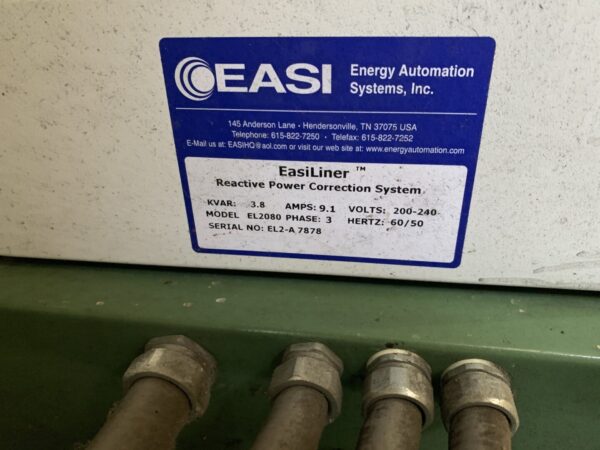 EASI
Energy Automation
Systems, Inc.
145 Anderson Lane • Hendersonville, TN 37075 USA
Telephone: 615-822-7250 • Telefax: 615-822-7252
E-Mail us at: EASIHQ@aol.com or visit our web site at: www.energyautomation.com
EasiLiner ™
Reactive Power Correction System
KVAR: 3.8 AMPS: 9.1 VOLTS: 200-240
MODEL EL2080 PHASE: 3 HERTZ: 60/50
SERIAL NO: EL2-A 7878